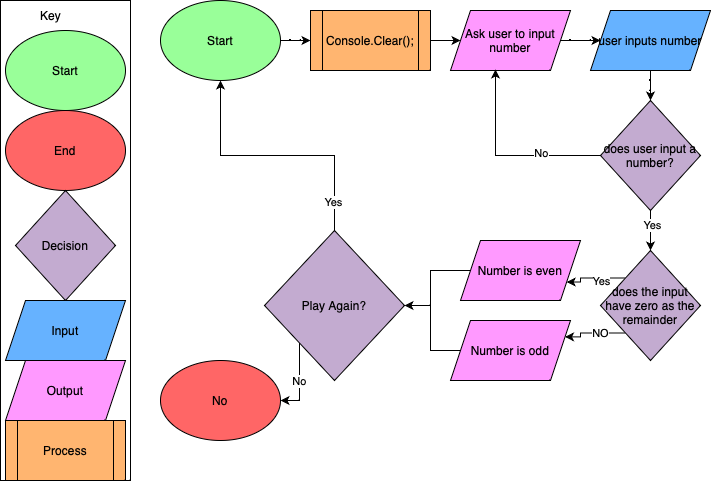 Key
Start
End
Decision
Input
Output
Process
Start
Console.Clear();
Ask user to input
number
user inputs number
does user input a
number?
No
Yes
does the input
have zero as the
remainder
Yes
NO
Number is even
Number is odd
Play Again?
Yes
No
No